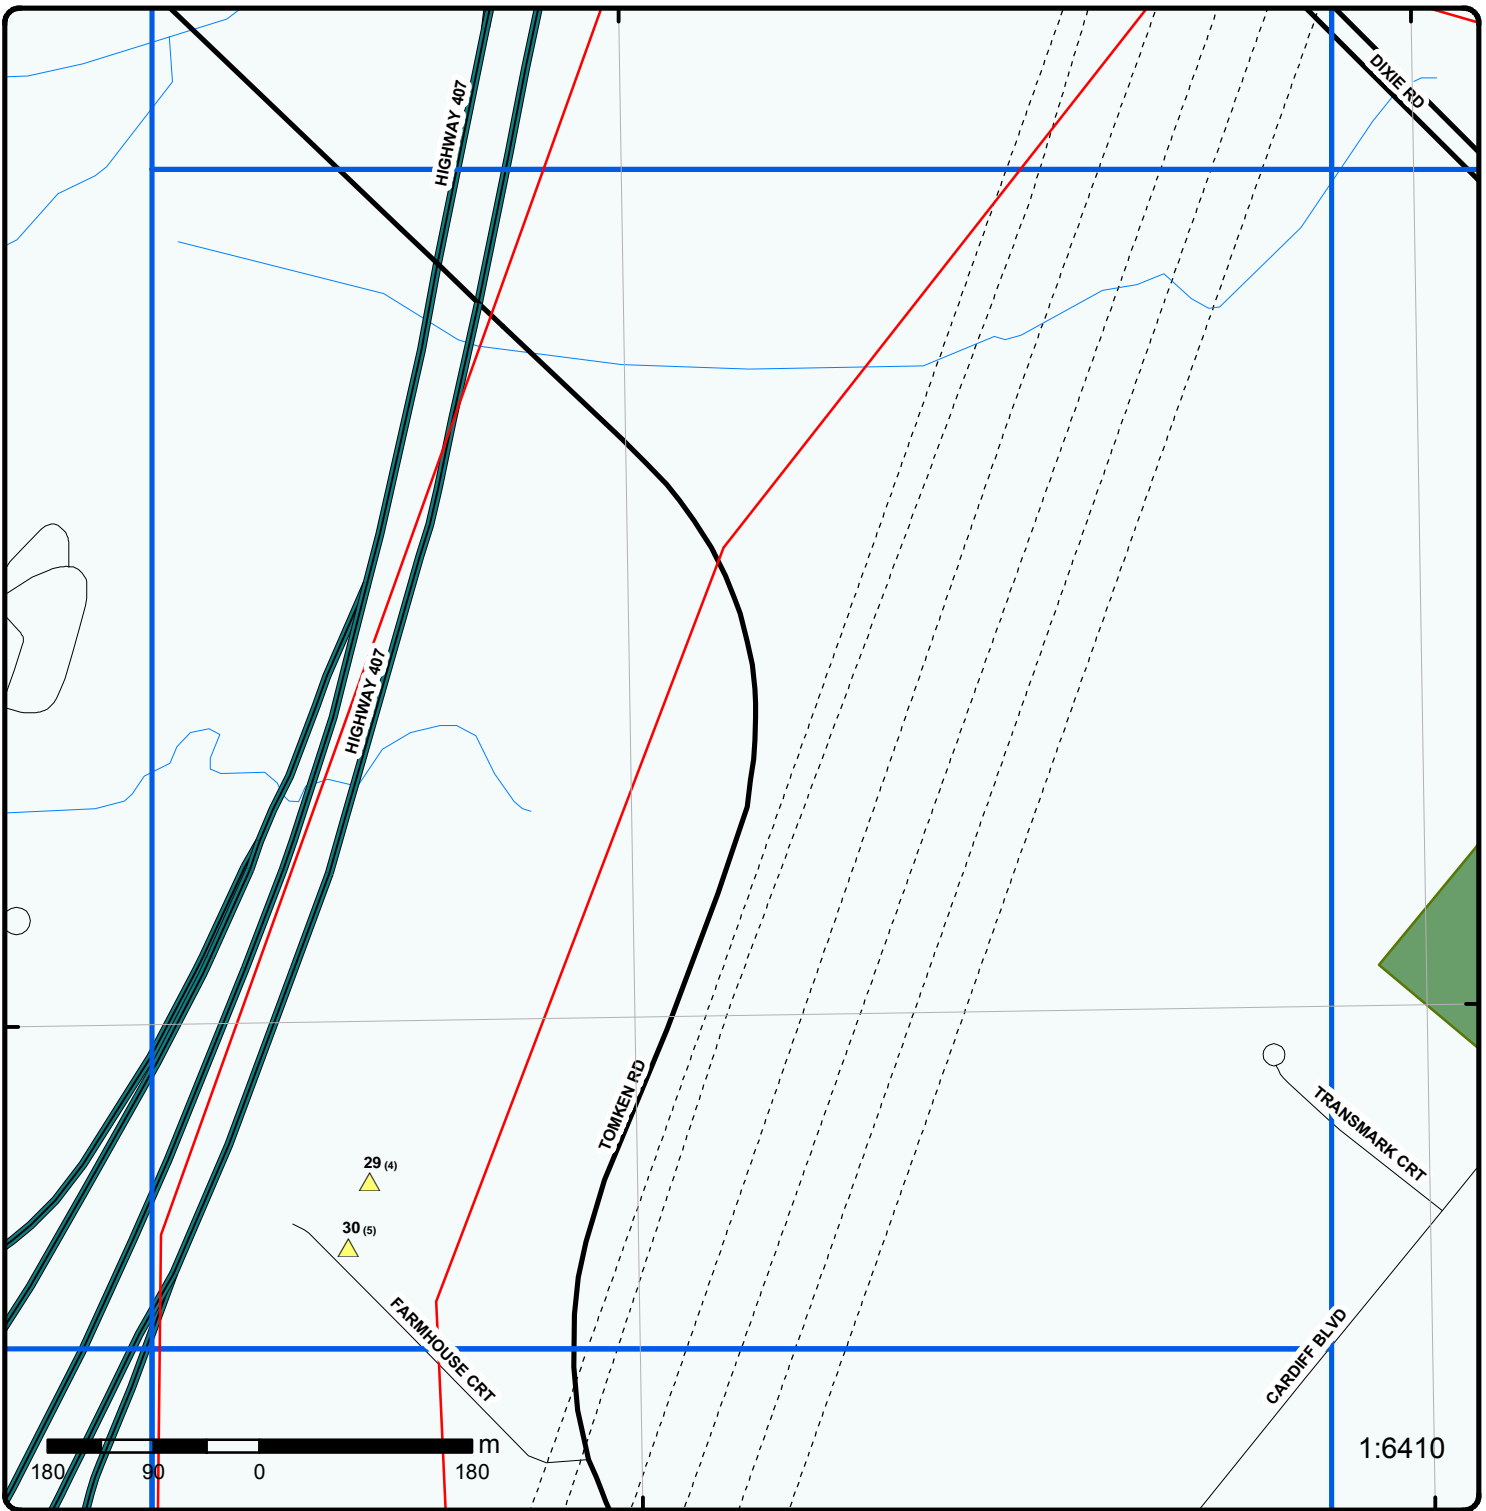 DIXIE RD
HIGHWAY 407
HIGHWAY 407
TOMKEN RD
TRANSMARK CRT
29 (4)
30 (5)
FARMHOUSE CRT
CARDIFF BLVD
m
180 90 0 180
1:6410